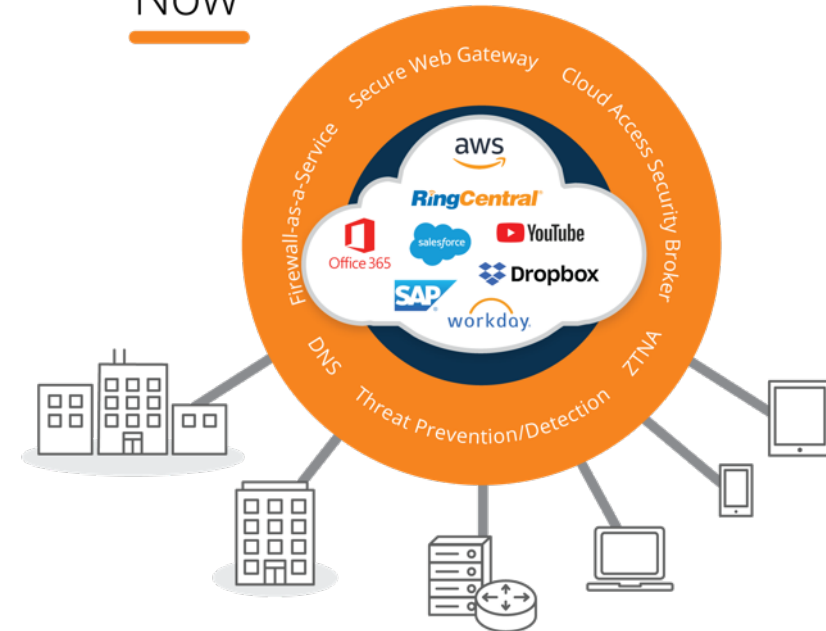 Now
Secure Web Gateway
Cloud Access Security Broker
Firewall-as-a-Service
aws
RingCentral
Office 365
salesforce
YouTube
Dropbox
SAP
workday.
DNS
ZTNA
Threat Prevention/Detection